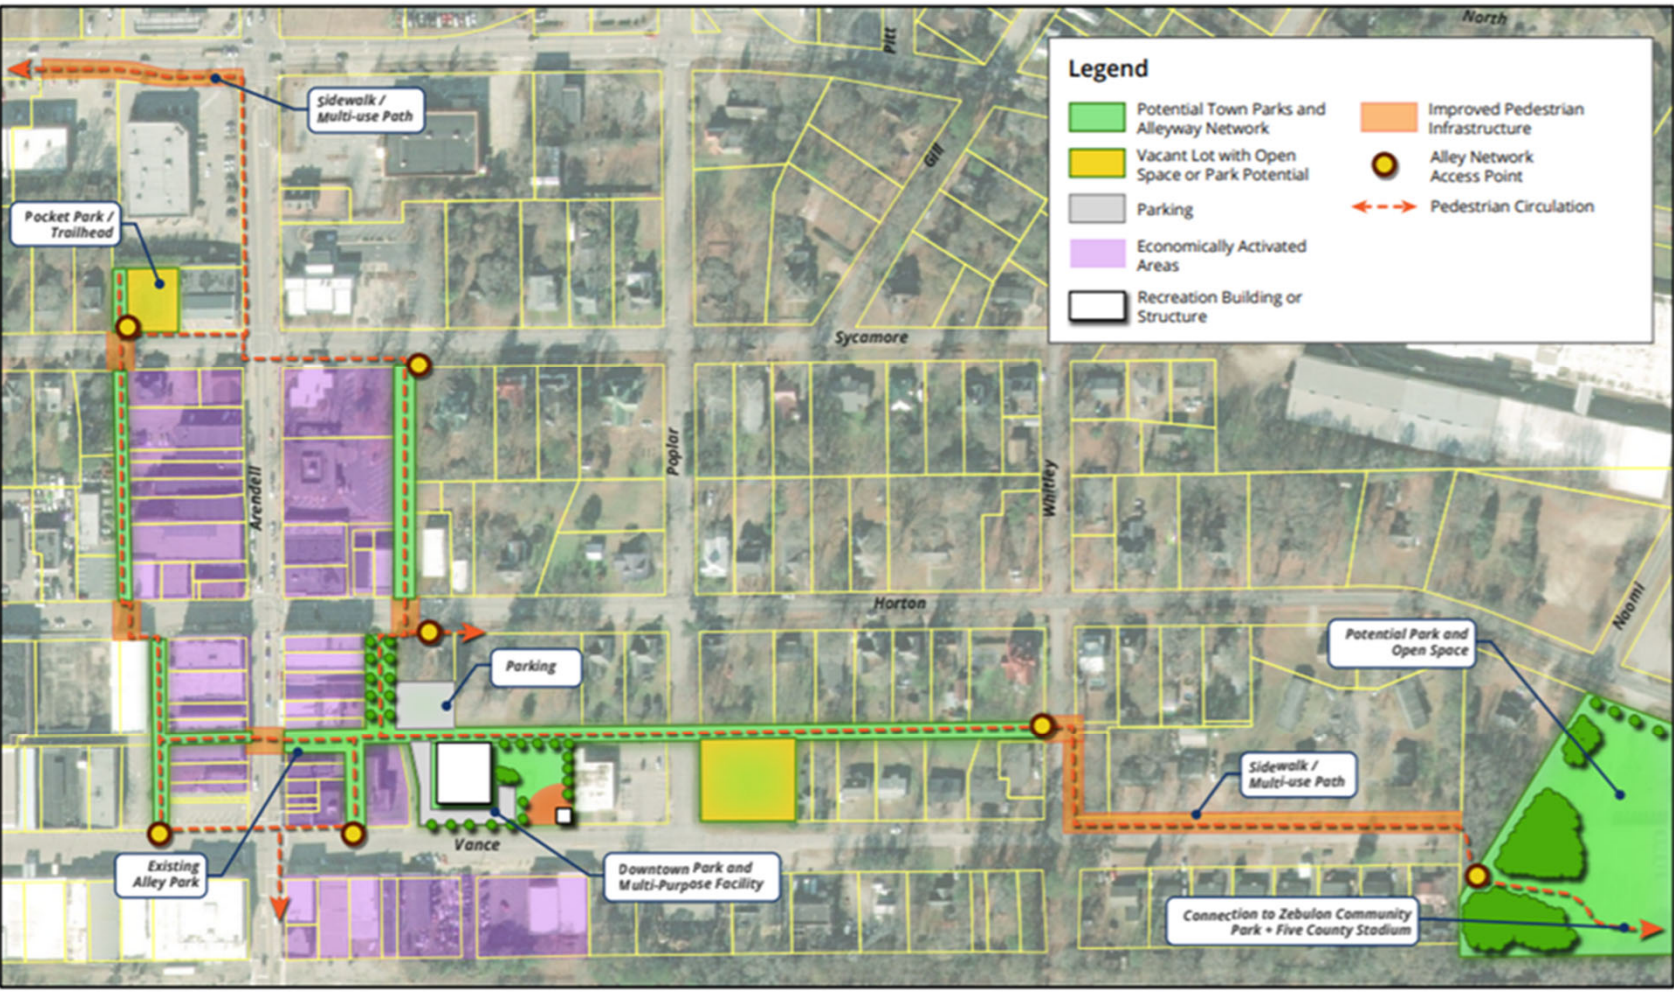 North
Pitt
Legend
Potential Town Parks and
Alleyway Network
Vacant Lot with Open
Space or Park Potential
Parking
Economically Activated
Areas
Recreation Building or
Structure
Improved Pedestrian
Infrastructure
Alley Network
Access Point
Pedestrian Circulation
Sidewalk /
Multi-use Path
Gill
Pocket Park /
Trailhead
Sycamore
Poplar
Arendell
Whitley
Horton
Naomi
Potential Park and
Open Space
Parking
Sidewalk /
Multi-use Path
Vance
Existing
Alley Park
Downtown Park and
Multi-Purpose Facility
Connection to Zebulon Community
Park + Five County Stadium